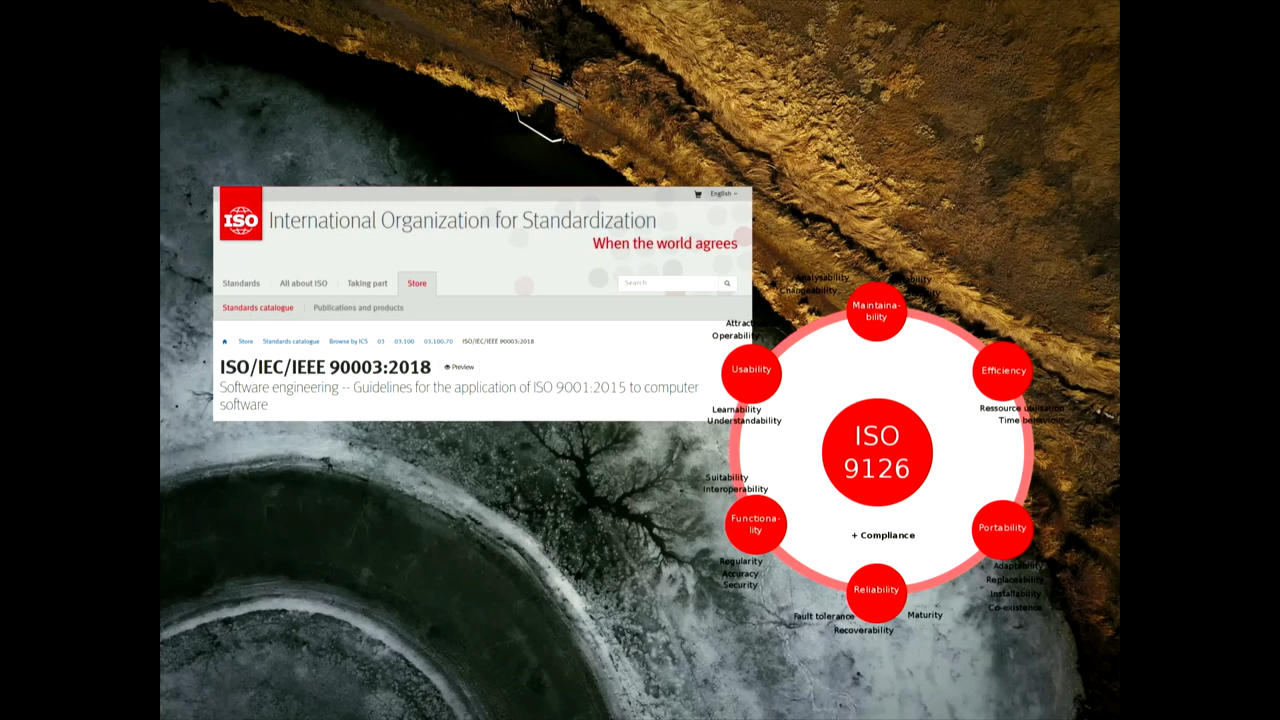 English
ISO
International Organization for Standardization
When the world agrees
Standards
All about ISO
Taking part
Store
Search
Standards catalogue
Publications and products
Store
Standards catalogue
Browse by ICS
03
03.100
03.100.70
ISO/IEC/IEEE 90003:2018
ISO/IEC/IEEE 90003:2018
Preview
Software engineering -- Guidelines for the application of ISO 9001:2015 to computer
software
Analysability
Changeability
Maintaina-
bility
Operability
Usability
Learnability
Understandability
Efficiency
Ressource utilisation
Time behaviour
ISO
9126
Suitability
Interoperability
Functiona-
lity
Regularity
Accuracy
Security
+ Compliance
Portability
Adaptability
Replaceability
Installability
Co-existence
Reliability
Fault tolerance
Maturity
Recoverability